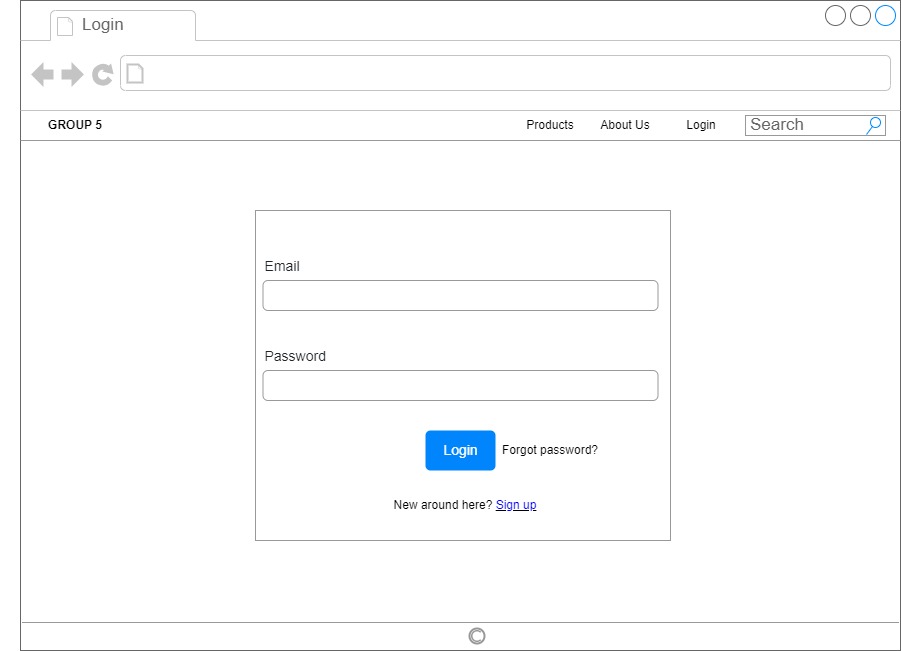 Login
GROUP 5
Products
About Us
Login
Search
Email
Password
Login
Forgot password?
New around here? Sign up
©